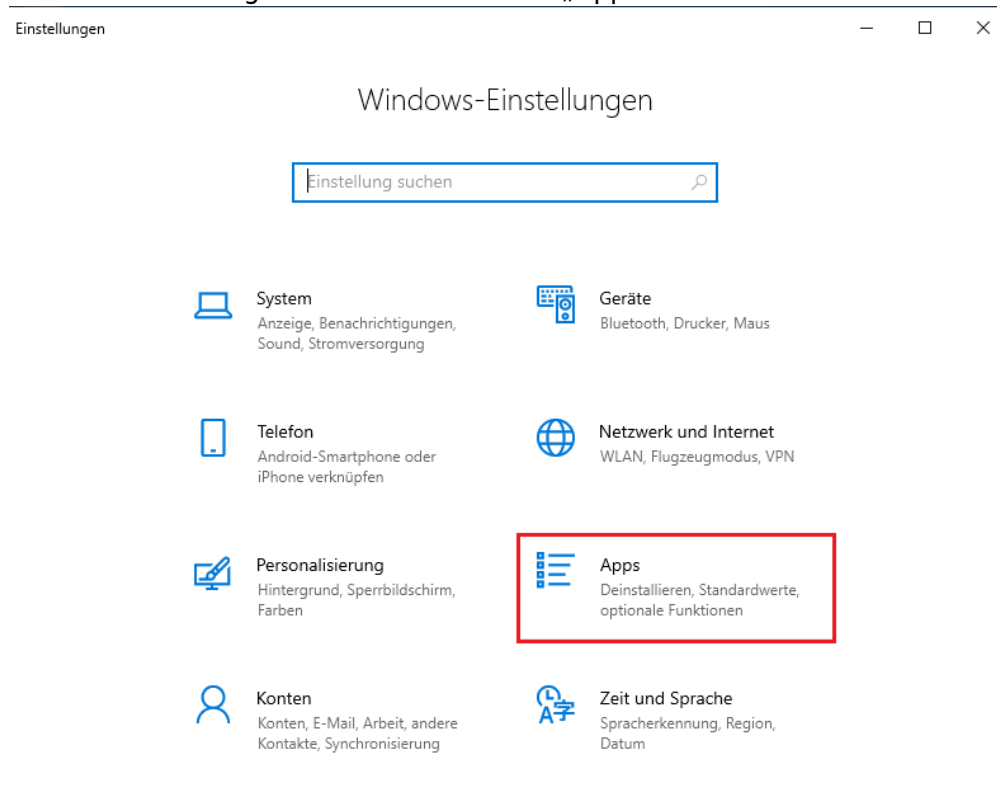 Einstellungen
Windows-Einstellungen
Einstellung suchen
System
Anzeige, Benachrichtigungen,
Sound, Stromversorgung
Geräte
Bluetooth, Drucker, Maus
Telefon
Android-Smartphone oder
iPhone verknüpfen
Netzwerk und Internet
WLAN, Flugzeugmodus, VPN
Personalisierung
Hintergrund, Sperrbildschirm,
Farben
Apps
Deinstallieren, Standardwerte,
optionale Funktionen
Konten
Konten, E-Mail, Arbeit, andere
Kontakte, Synchronisierung
Zeit und Sprache
Spracherkennung, Region,
Datum